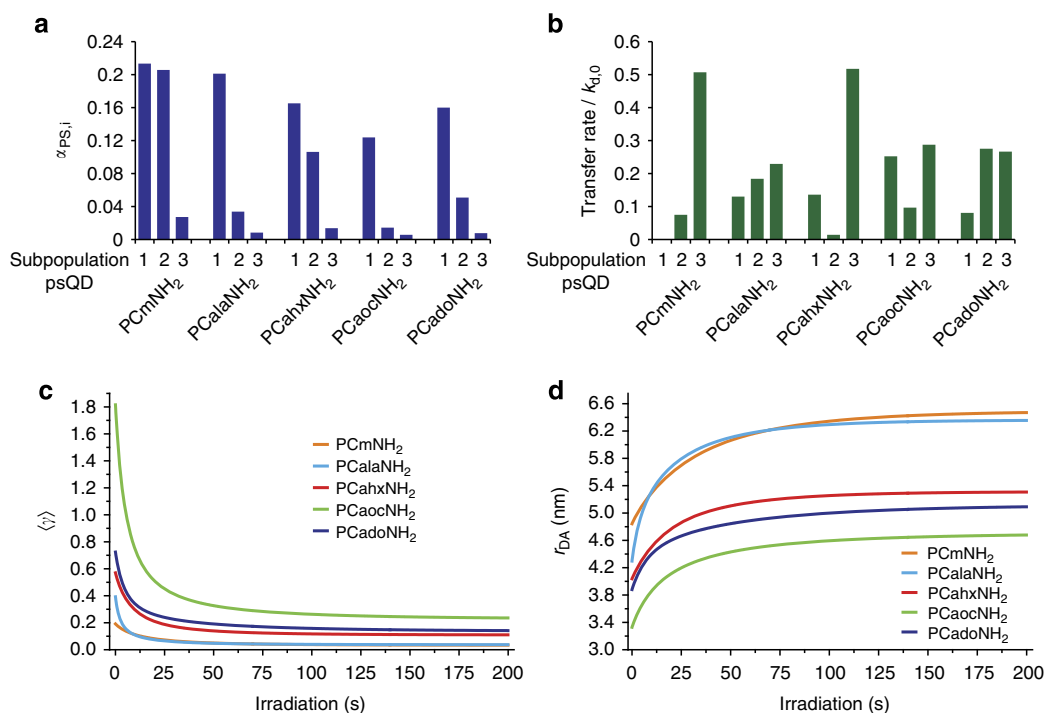 a
0.24
0.2
0.16
0.12
0.08
0.04
0
αPS,i
Subpopulation 1 2 3 1 2 3 1 2 3 1 2 3 1 2 3
psQD
PCmNH2
PCalaNH2
PCahxNH2
PCaocNH2
PCadoNH2
b
0.6
0.5
0.4
0.3
0.2
0.1
0
Transfer rate / kd,0
Subpopulation 1 2 3 1 2 3 1 2 3 1 2 3 1 2 3
psQD
PCmNH2
PCalaNH2
PCahxNH2
PCaocNH2
PCadoNH2
c
1.8
1.6
1.4
1.2
1.0
0.8
0.6
0.4
0.2
0.0
⟨γ⟩
PCmNH2
PCalaNH2
PCahxNH2
PCaocNH2
PCadoNH2
0 25 50 75 100 125 150 175 200
Irradiation (s)
d
6.6
6.2
5.8
5.4
5.0
4.6
4.2
3.8
3.4
3.0
rDA (nm)
PCmNH2
PCalaNH2
PCahxNH2
PCaocNH2
PCadoNH2
0 25 50 75 100 125 150 175 200
Irradiation (s)